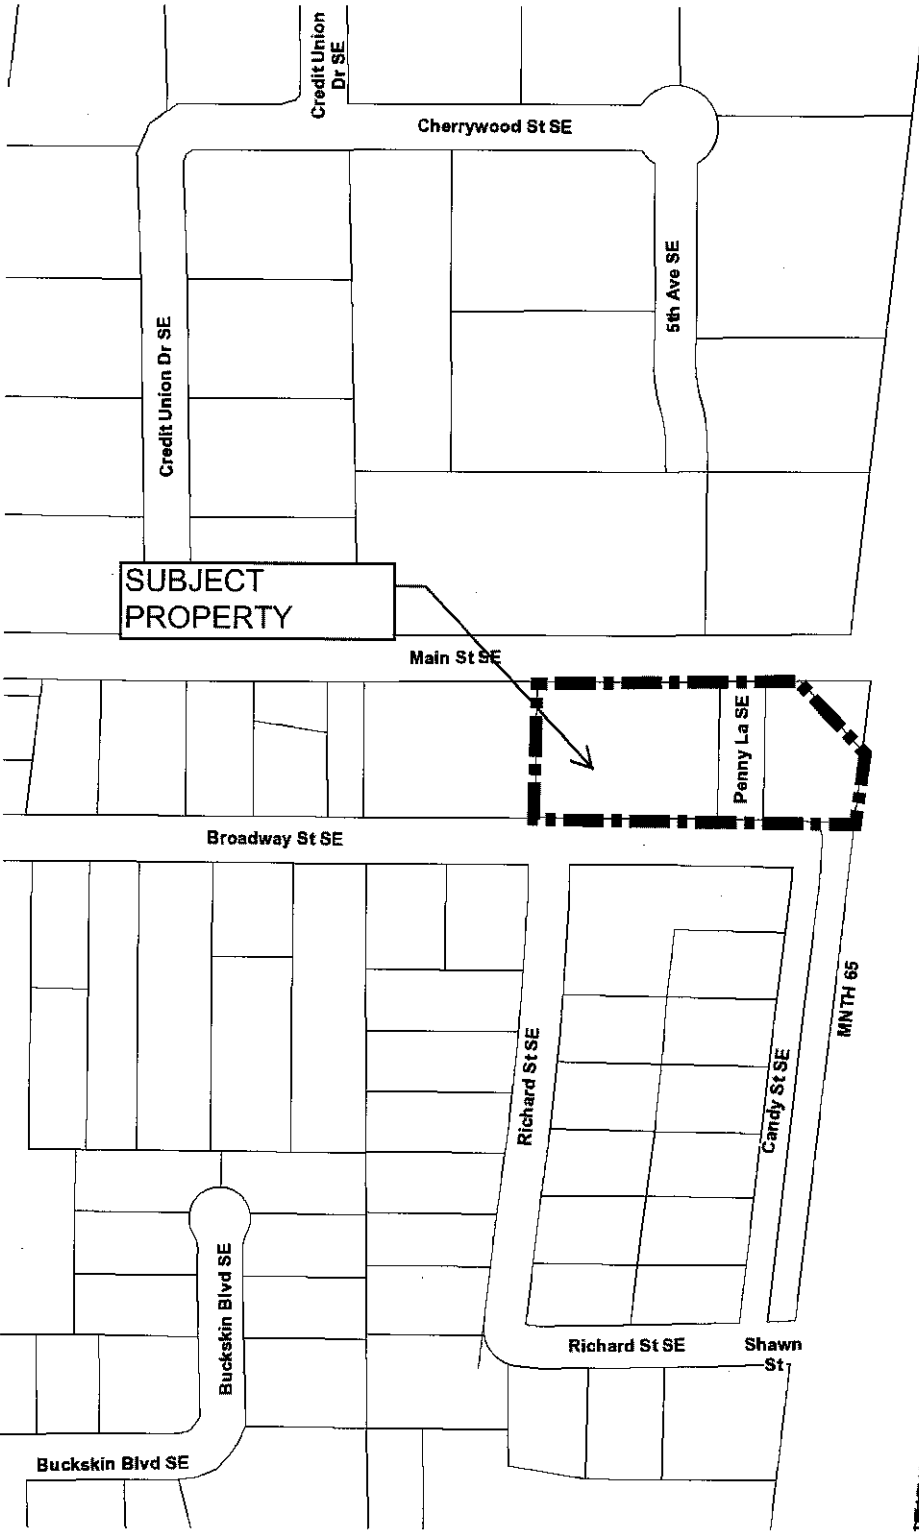 Credit Union
Dr SE
Cherrywood St SE
5th Ave SE
Credit Union Dr SE
SUBJECT
PROPERTY
Main St SE
Penny La SE
Broadway St SE
MNTH 65
Richard St SE
Candy St SE
Buckskin Blvd SE
Richard St SE
Shawn
St
Buckskin Blvd SE